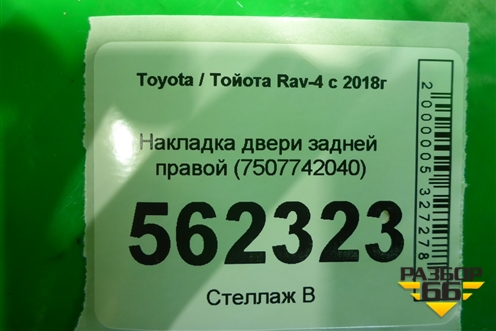 Toyota / Тойота Rav-4 с 2018г
Накладка двери задней
правой (7507742040)
562323
Стеллаж В
2000005327278
РАЗБОР
66